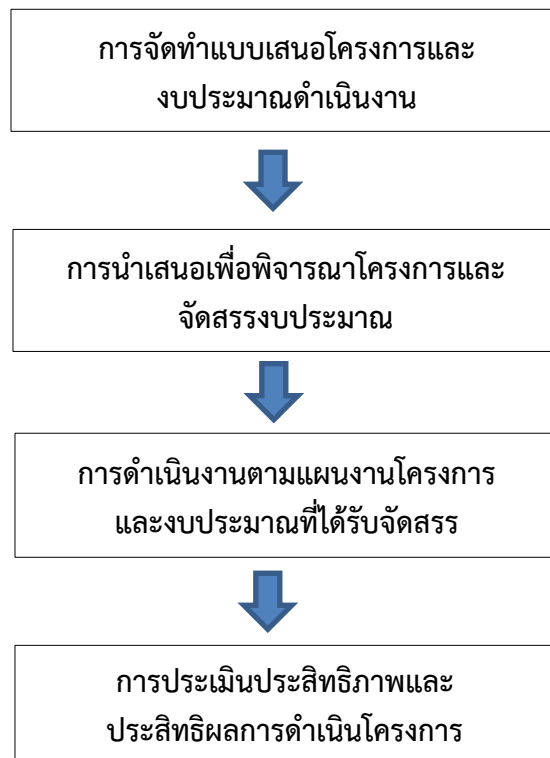 การจัดทำแบบเสนอโครงการและ
งบประมาณดำเนินงาน
การนำเสนอเพื่อพิจารณาโครงการและ
จัดสรรงบประมาณ
การดำเนินงานตามแผนงานโครงการ
และงบประมาณที่ได้รับจัดสรร
การประเมินประสิทธิภาพและ
ประสิทธิผลการดำเนินโครงการ